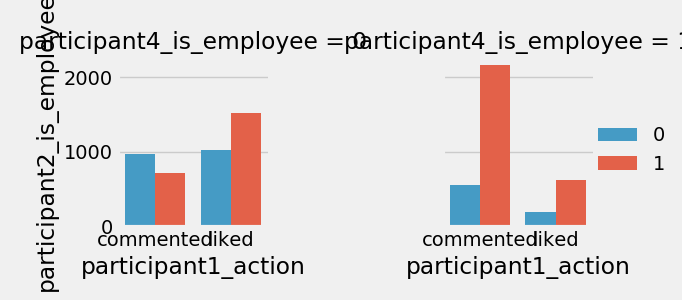 participant4_is_employee = 0
participant4_is_employee = 1
participant2_is_employee
2000
1000
0
commented
liked
participant1_action
commented
liked
participant1_action
0
1